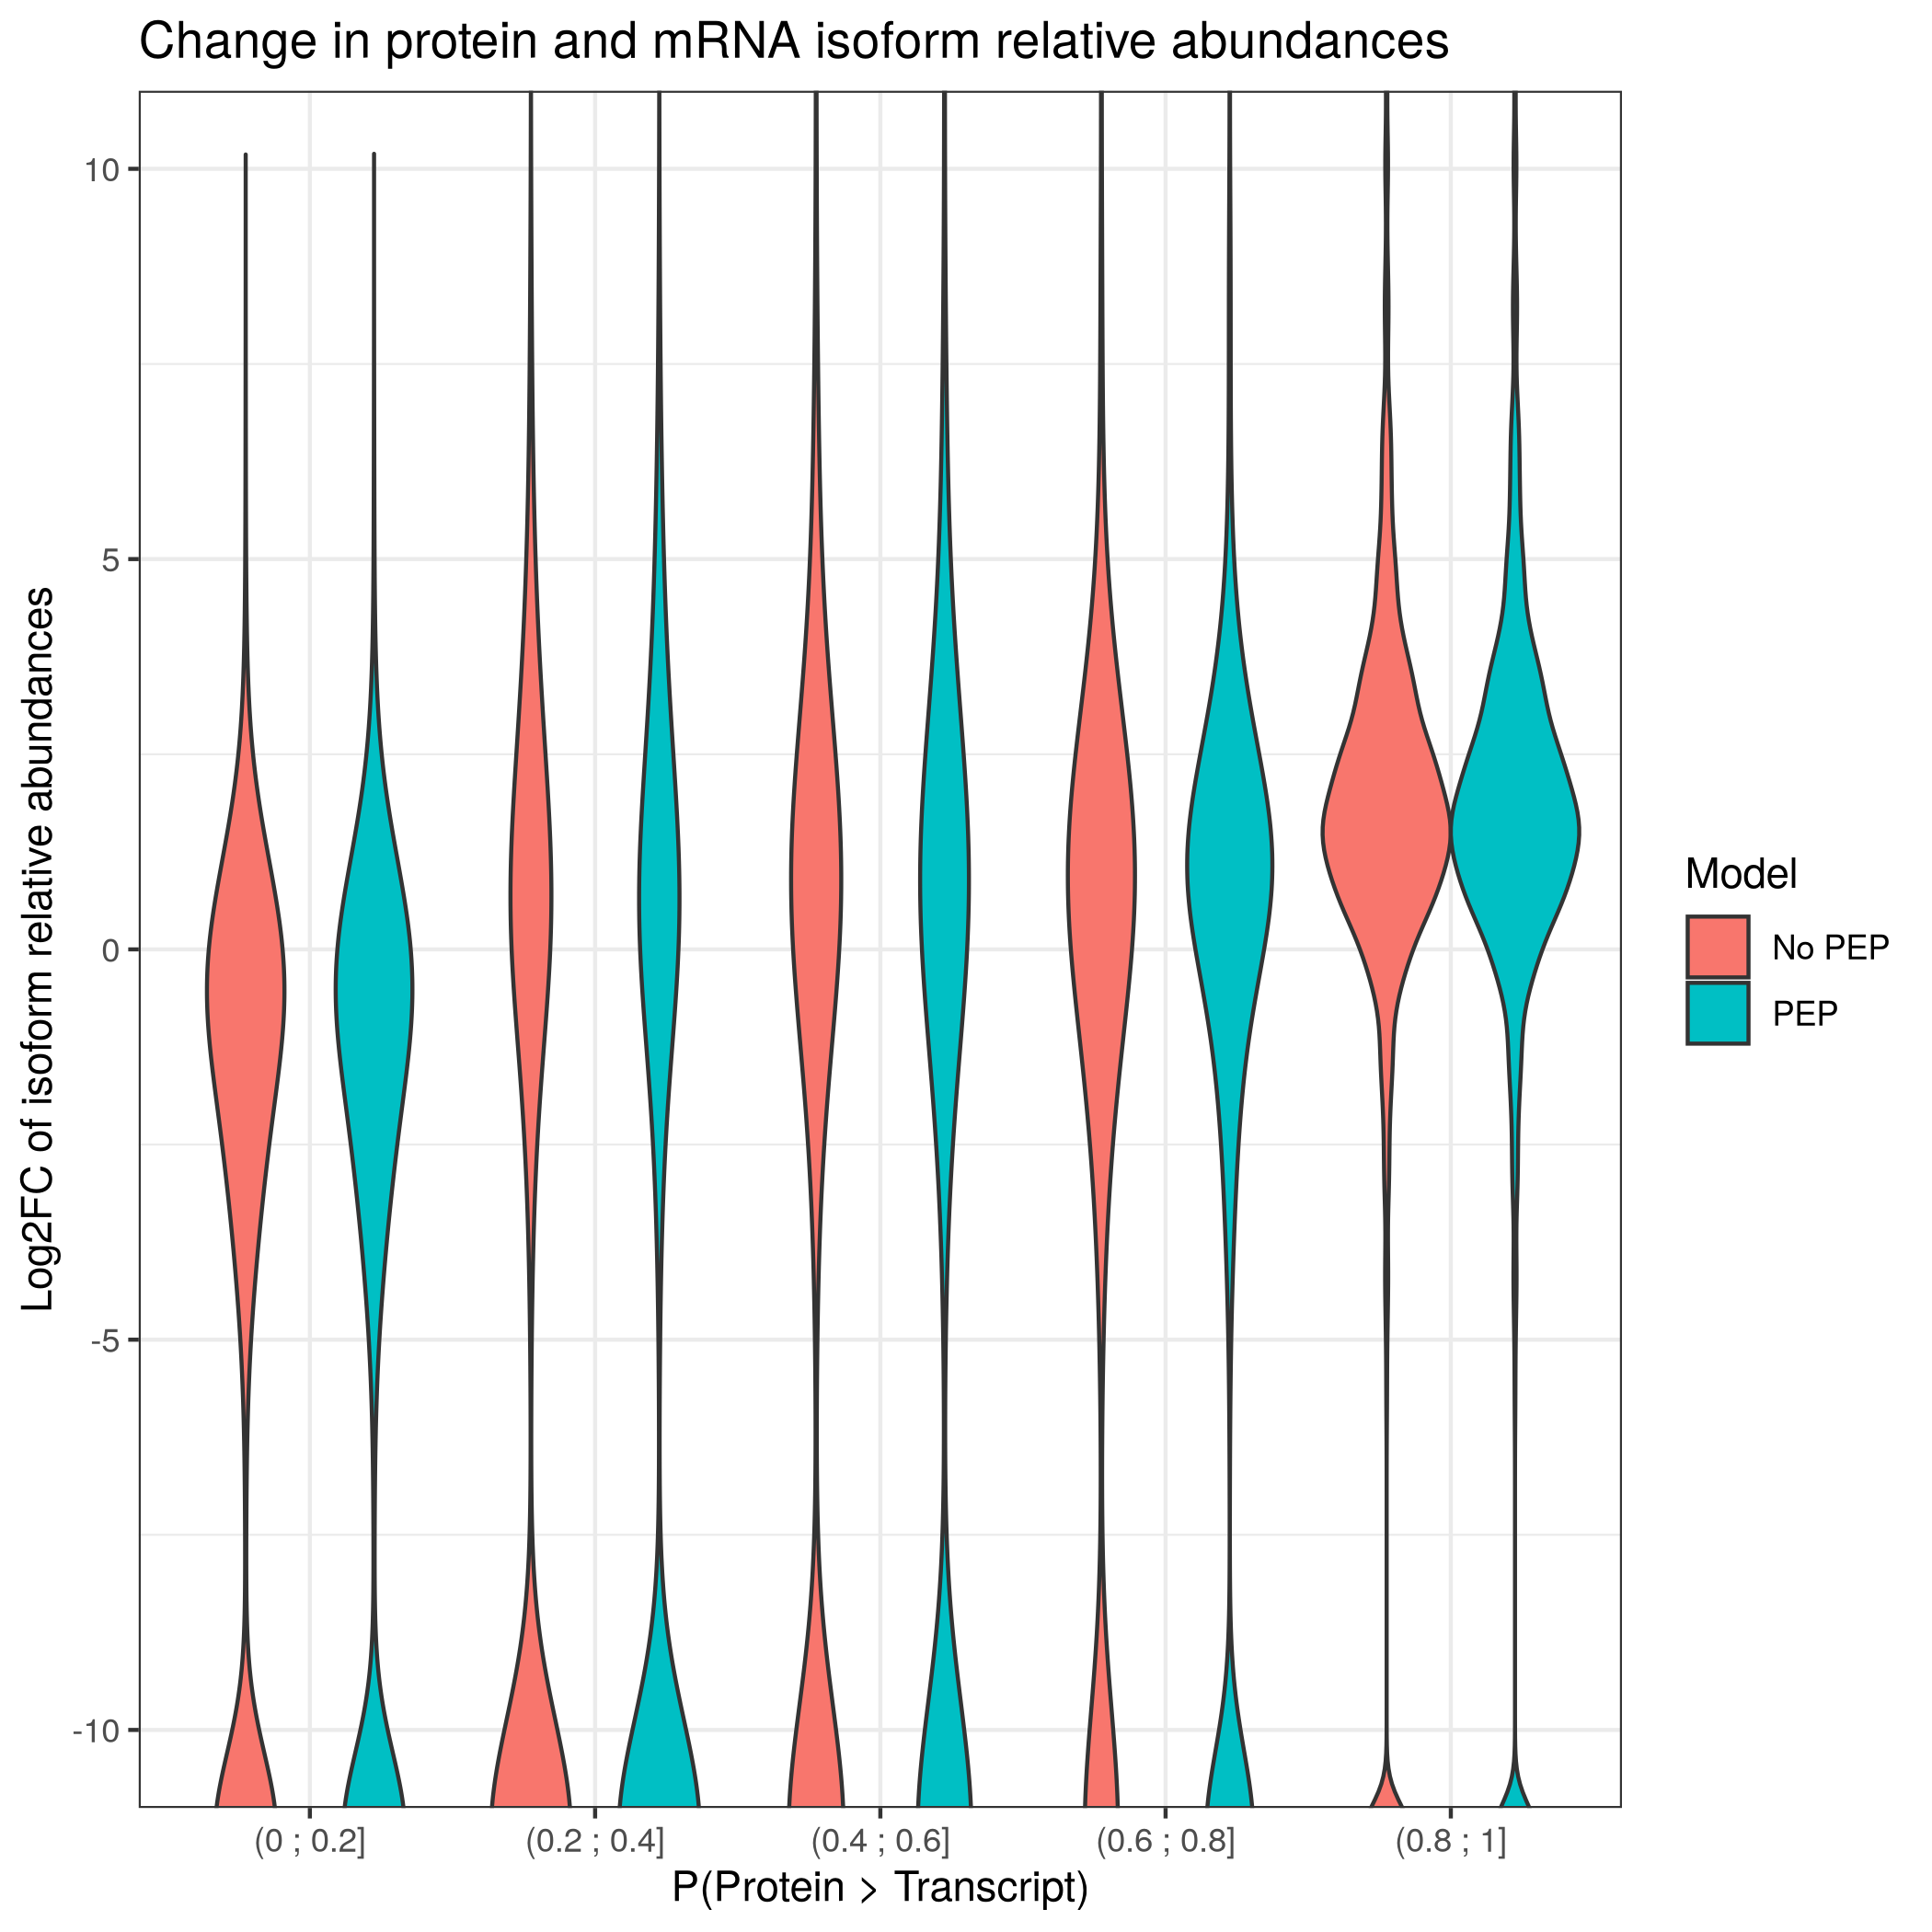 Change in protein and mRNA isoform relative abundances
Log2FC of isoform relative abundances
10
5
0
-5
-10
(0 ; 0.2]
(0.2 ; 0.4]
(0.4 ; 0.6]
(0.6 ; 0.8]
(0.8 ; 1]
P(Protein > Transcript)
Model
No PEP
PEP